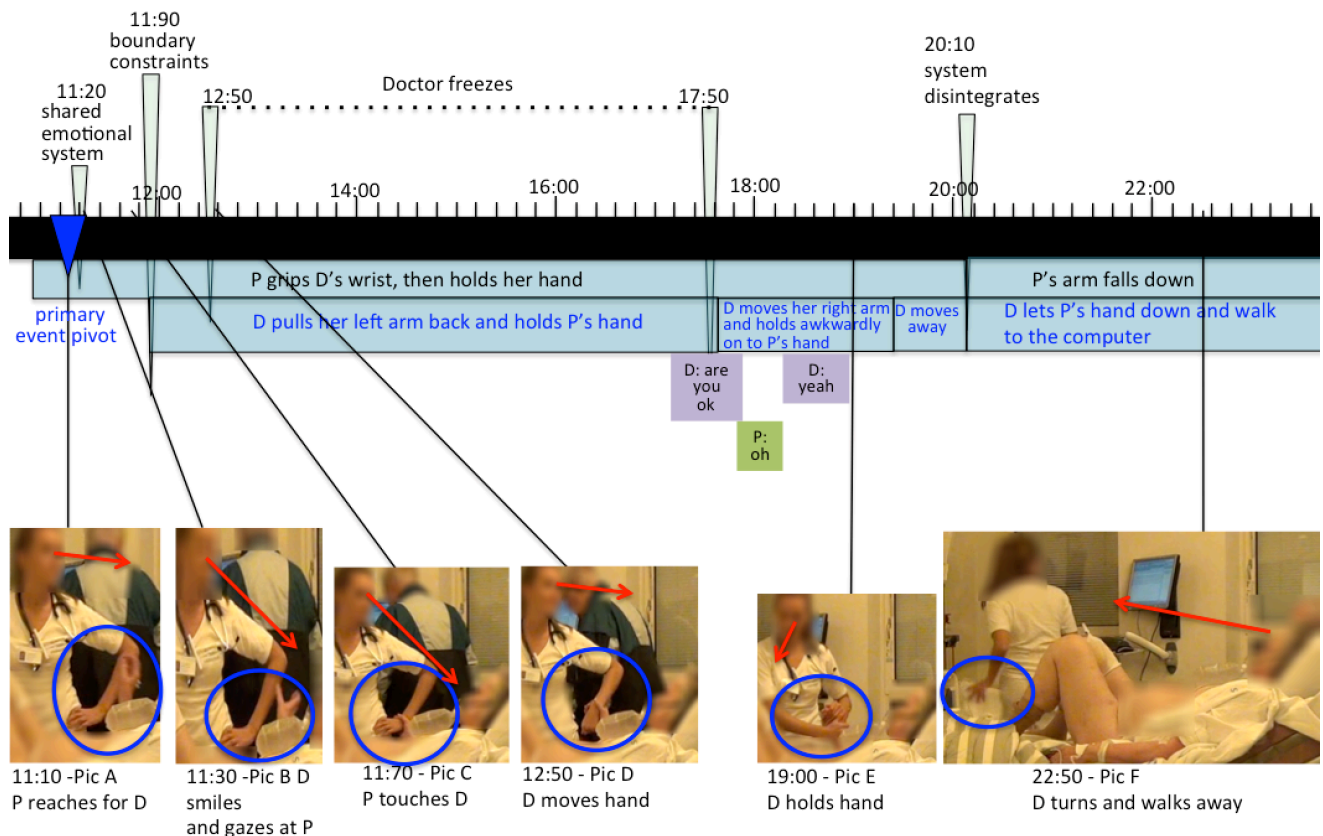 11:90
boundary
constraints
11:20
shared
emotional
system
12:50
Doctor freezes
17:50
20:10
system
disintegrates
12:00
14:00
16:00
18:00
20:00
22:00
P grips D's wrist, then holds her hand
P's arm falls down
primary
event pivot
D pulls her left arm back and holds P's hand
D moves her right arm
and holds awkwardly
on to P's hand
D moves
away
D lets P's hand down and walk
to the computer
D: are
you
ok
D:
yeah
P:
oh
11:10 -Pic A
P reaches for D
11:30 -Pic B D
smiles
and gazes at P
11:70 - Pic C
P touches D
12:50 - Pic D
D moves hand
19:00 - Pic E
D holds hand
22:50 - Pic F
D turns and walks away